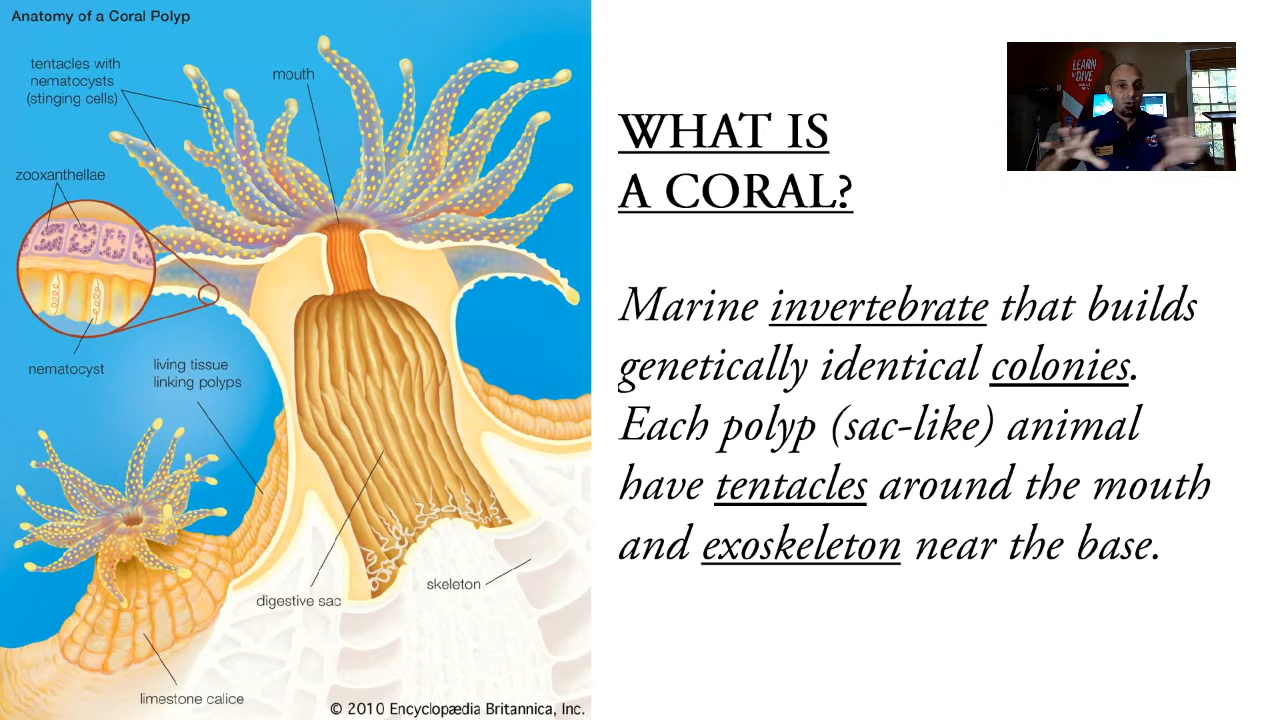 Anatomy of a Coral Polyp
tentacles with
nematocysts
(stinging cells)
mouth
zooxanthellae
nematocyst
living tissue
linking polyps
digestive sac
skeleton
limestone calice
© 2010 Encyclopædia Britannica, Inc.
LEARN
DIVE
WHAT IS
A CORAL?
Marine invertebrate that builds
genetically identical colonies.
Each polyp (sac-like) animal
have tentacles around the mouth
and exoskeleton near the base.